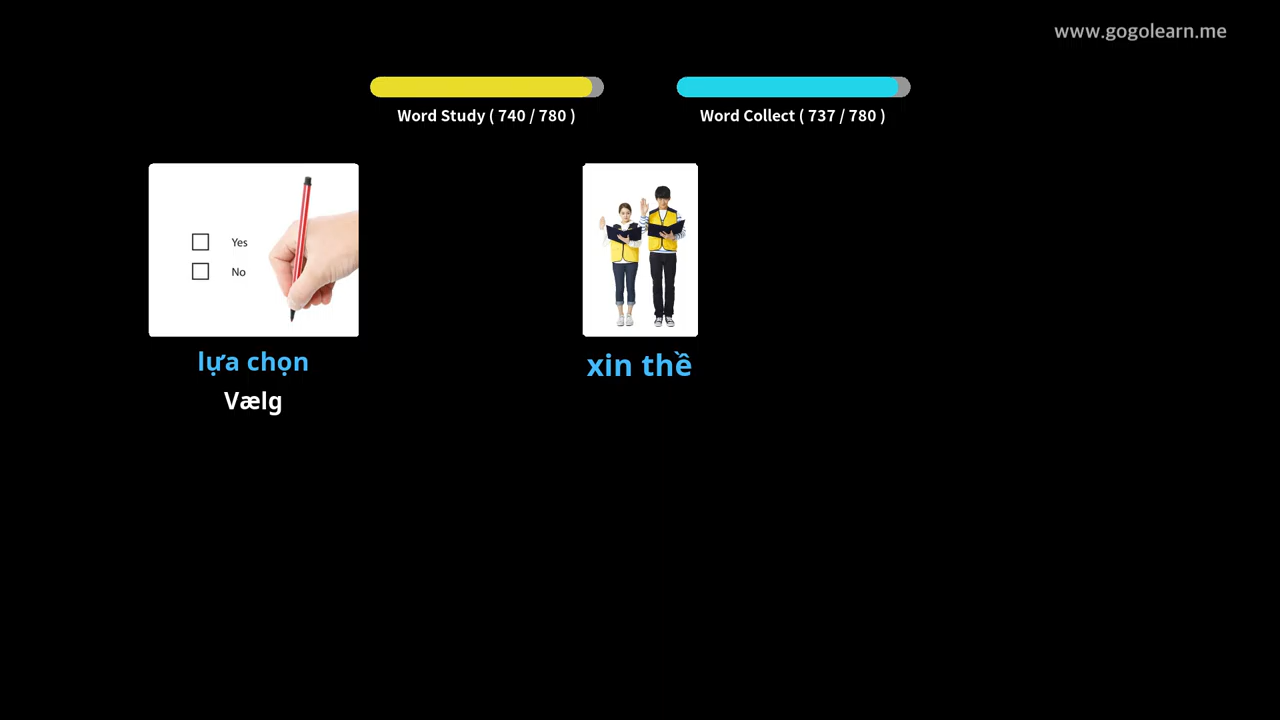 www.gogolearn.me
Word Study ( 740 / 780 )
Word Collect ( 737 / 780 )
Yes
No
lựa chọn
Vælg
xin thề